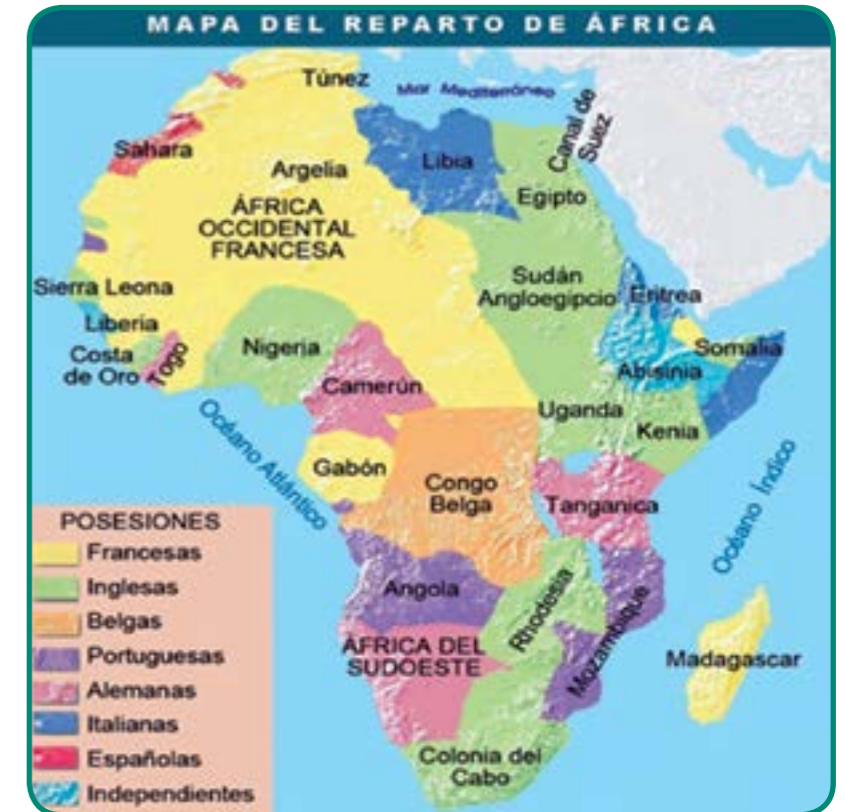 MAPA DEL REPARTO DE ÁFRICA
Túnez
Mar Mediterráneo
Canal de
Suez
Sahara
Argelia
Libia
Egipto
ÁFRICA
OCCIDENTAL
FRANCESA
Sudán
Angloegipcio
Eritrea
Sierra Leona
Liberia
Costa
de Oro
Togo
Nigeria
Camerún
Somalia
Abisinia
Uganda
Kenia
Océano Atlántico
Gabón
Congo
Belga
Tanganica
Océano Índico
Angola
Rhodesia
Mozambique
ÁFRICA DEL
SUDOESTE
Madagascar
Colonia del
Cabo
POSESIONES
Francesas
Inglesas
Belgas
Portuguesas
Alemanas
Italianas
Españolas
Independientes